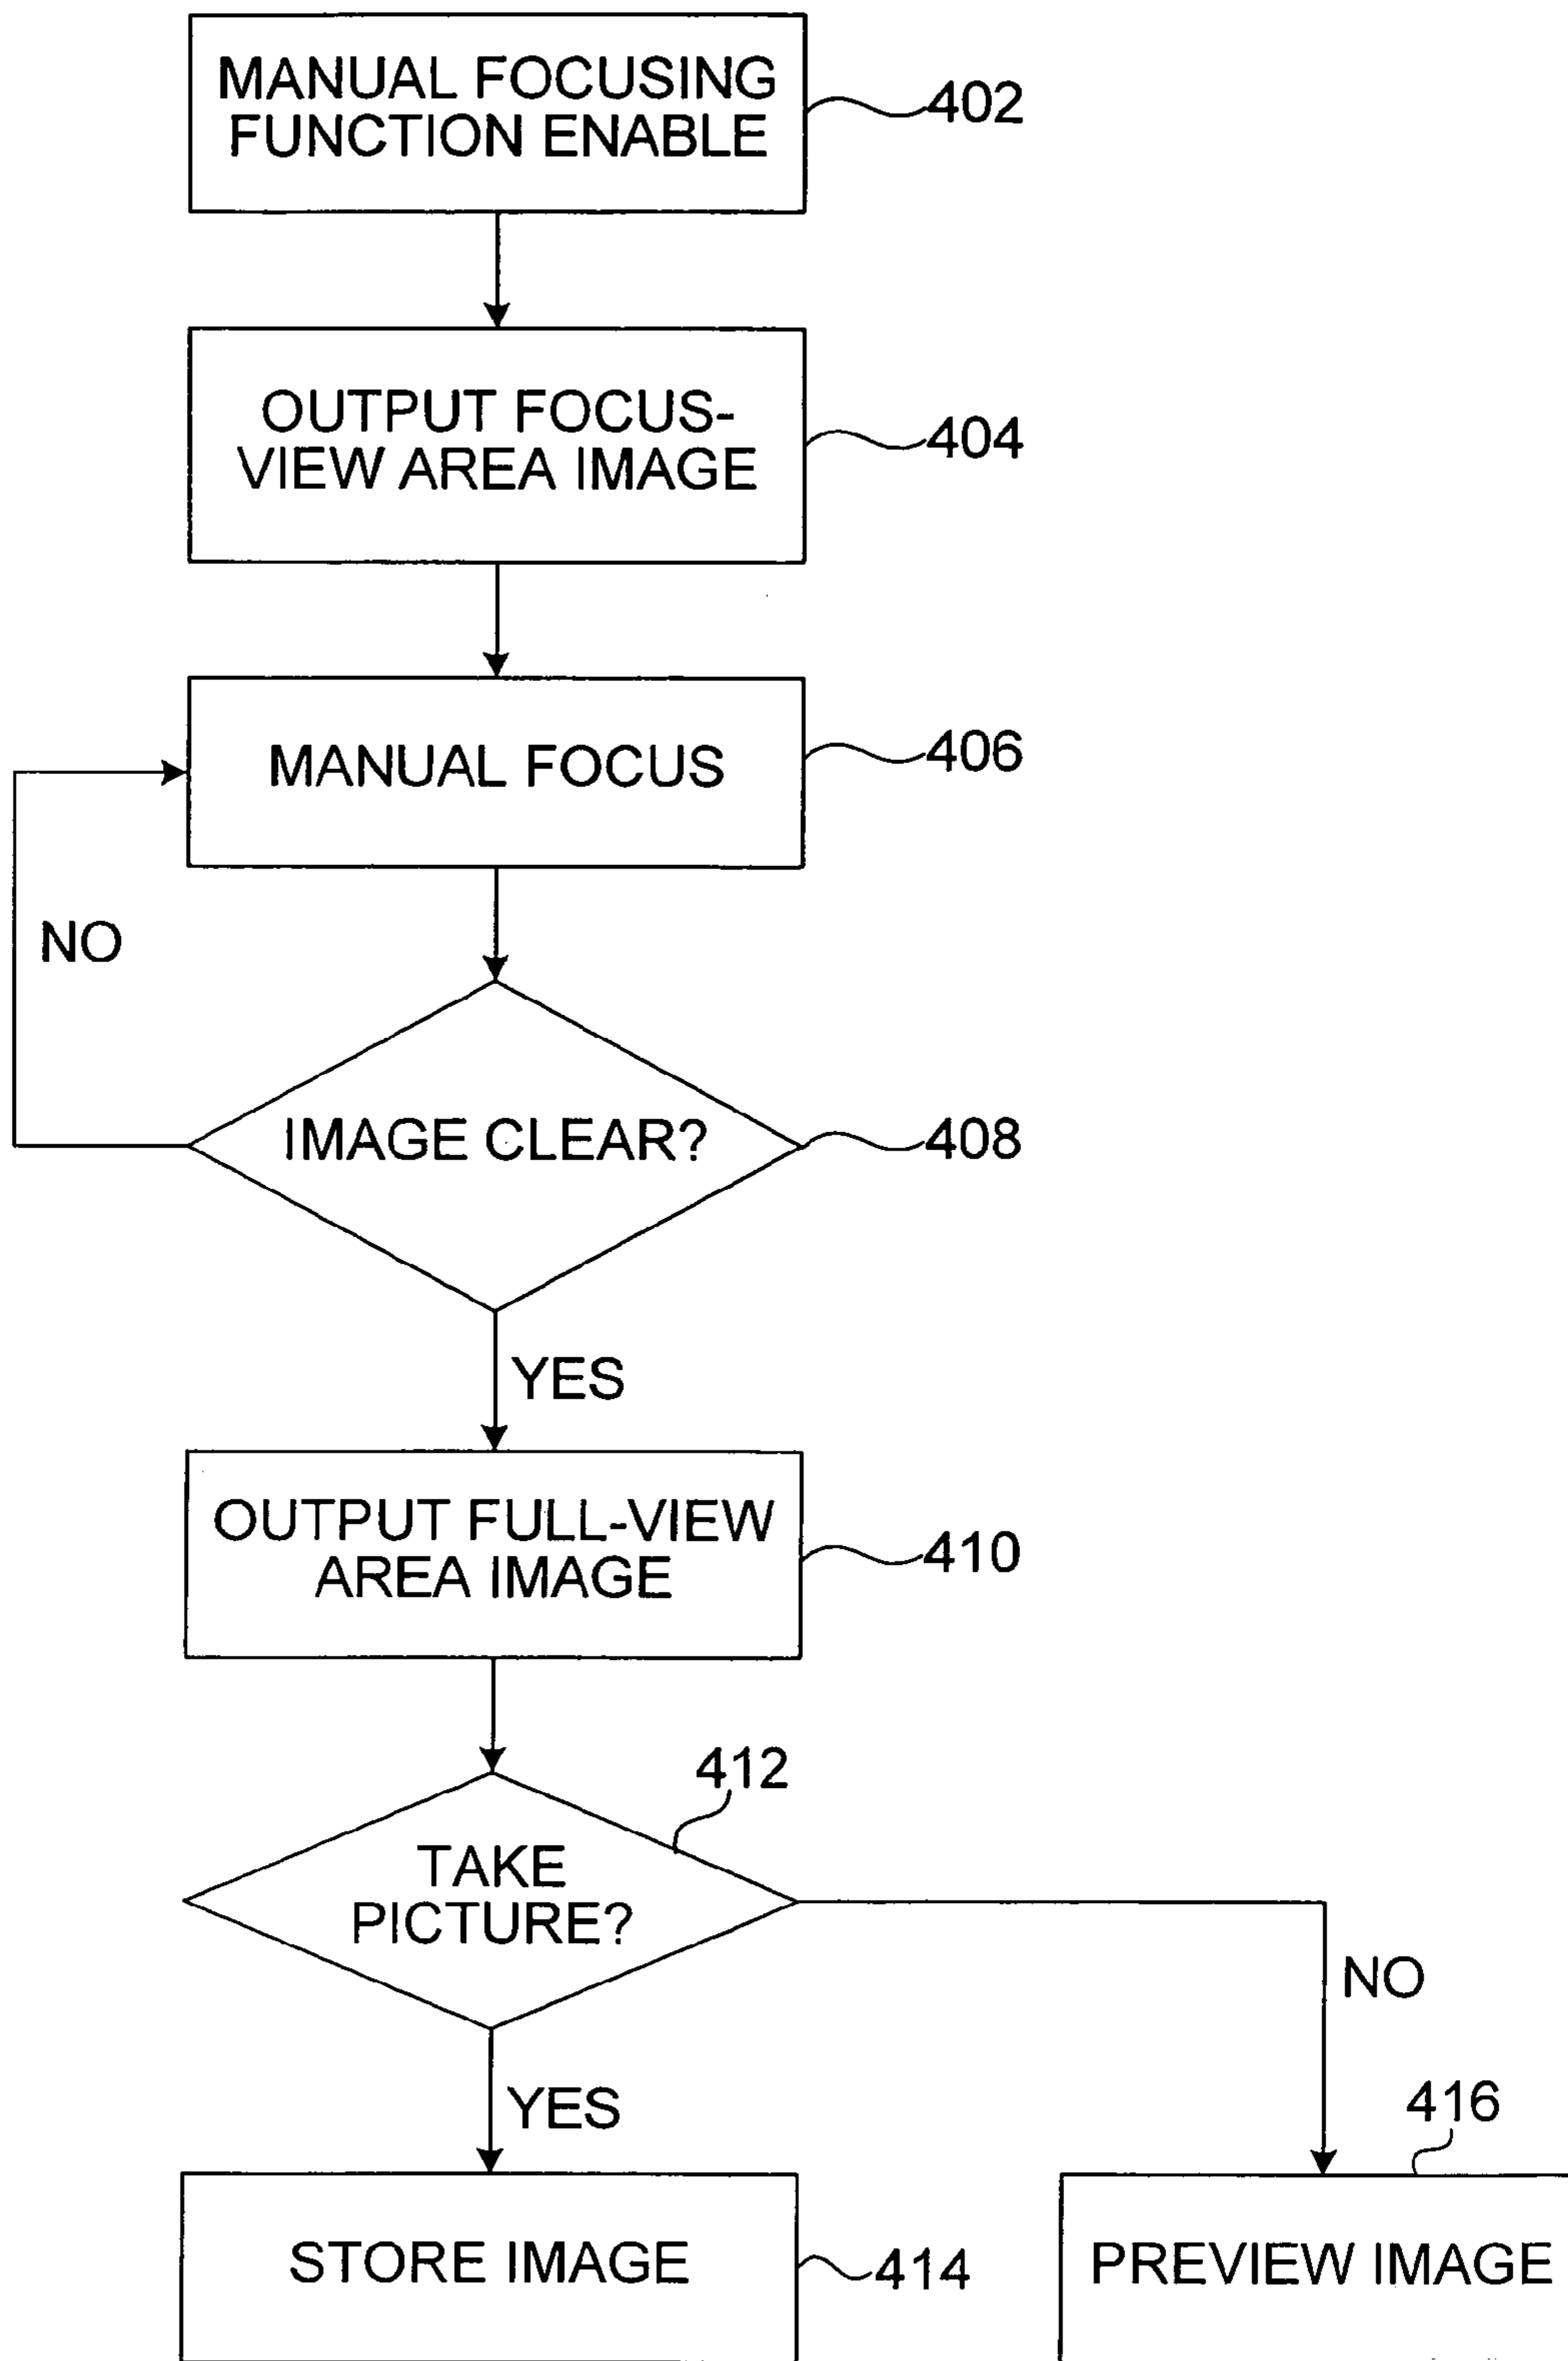 MANUAL FOCUSING
FUNCTION ENABLE
402
OUTPUT FOCUS-
VIEW AREA IMAGE
404
MANUAL FOCUS
406
NO
IMAGE CLEAR?
408
YES
OUTPUT FULL-VIEW
AREA IMAGE
410
412
TAKE
PICTURE?
NO
YES
416
STORE IMAGE
414
PREVIEW IMAGE